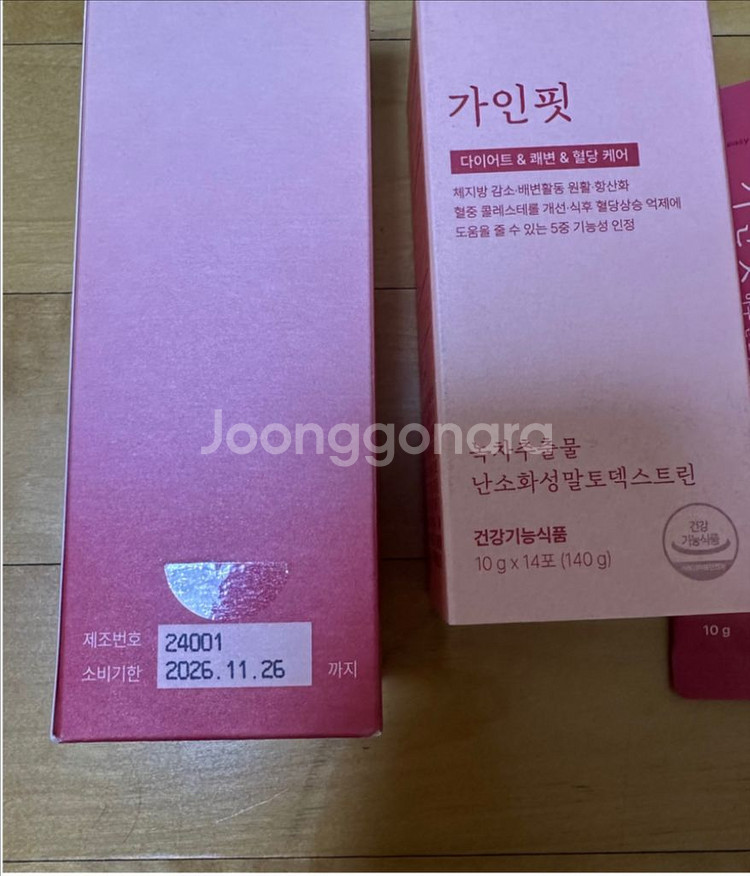 제조번호 24001
소비기한 2026.11.26 까지
가인핏
다이어트 & 쾌변 & 혈당 케어
체지방 감소·배변활동 원활·항산화
혈중 콜레스테롤 개선·식후 혈당상승 억제에
도움을 줄 수 있는 5중 기능성 인정
Joonggonara
녹차추출물
난소화성말토덱스트린
건강기능식품
10 g x 14포 (140 g)
건강
기능식품
10 g